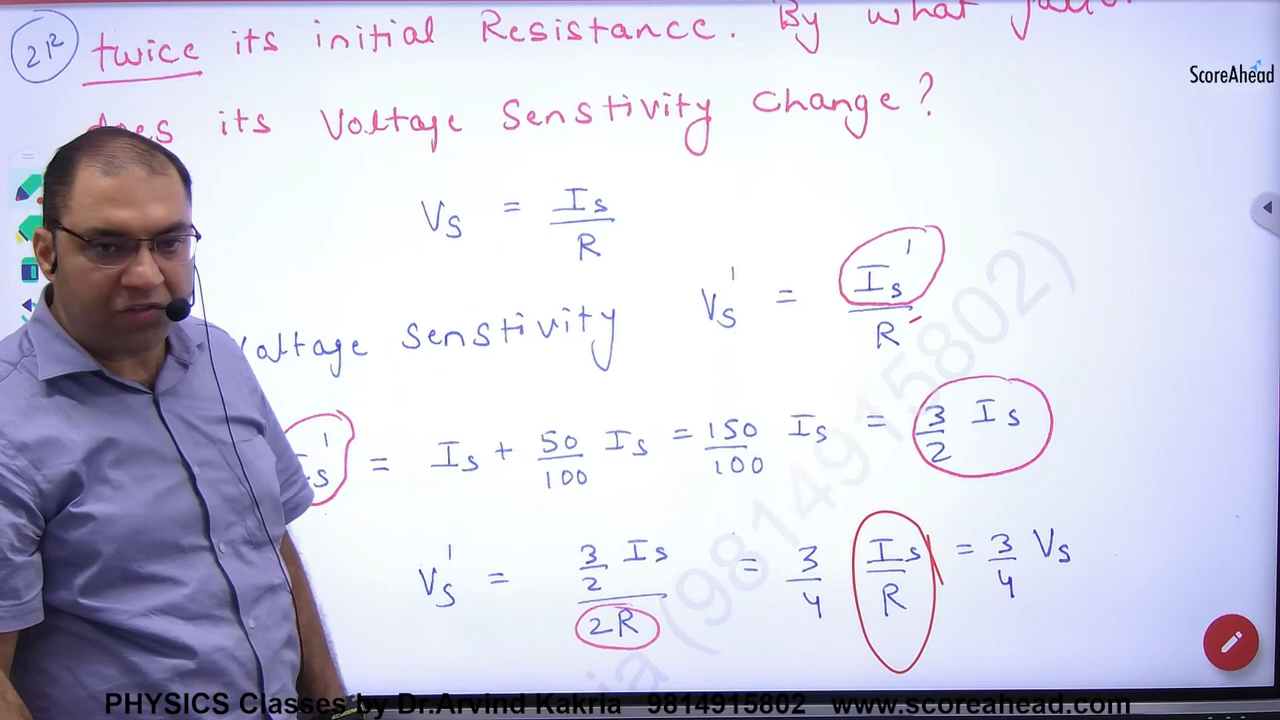 2R twice its initial Resistance. By what
ScoreAhead
does its Voltage Senstivity change?
Vs = Is/R
Vs' = Is'/R'
Voltage Senstivity
Is' = Is + 50/100 Is = 150/100 Is = 3/2 Is
Vs' = 3/2 Is / 2R = 3/4 Is/R = 3/4 Vs
(9814915802)
PHYSICS Classes by Dr.Arvind Kakria 9814915802 www.scoreahead.com